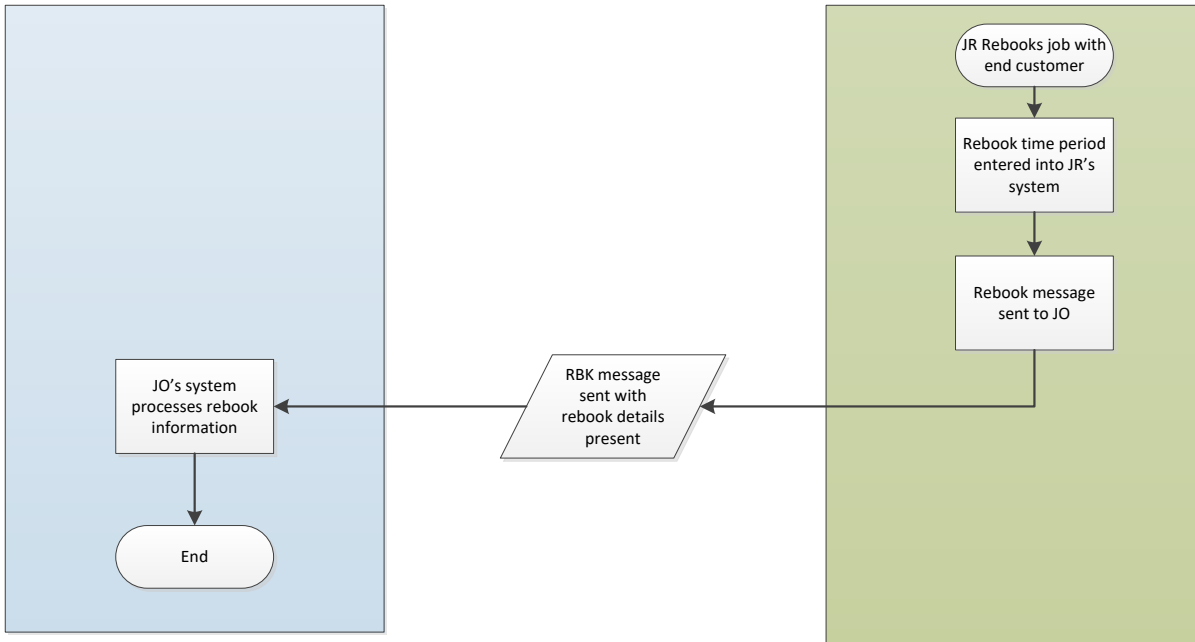 JR Rebooks job with
end customer
Rebook time period
entered into JR's
system
Rebook message
sent to JO
RBK message
sent with
rebook details
present
JO's system
processes rebook
information
End